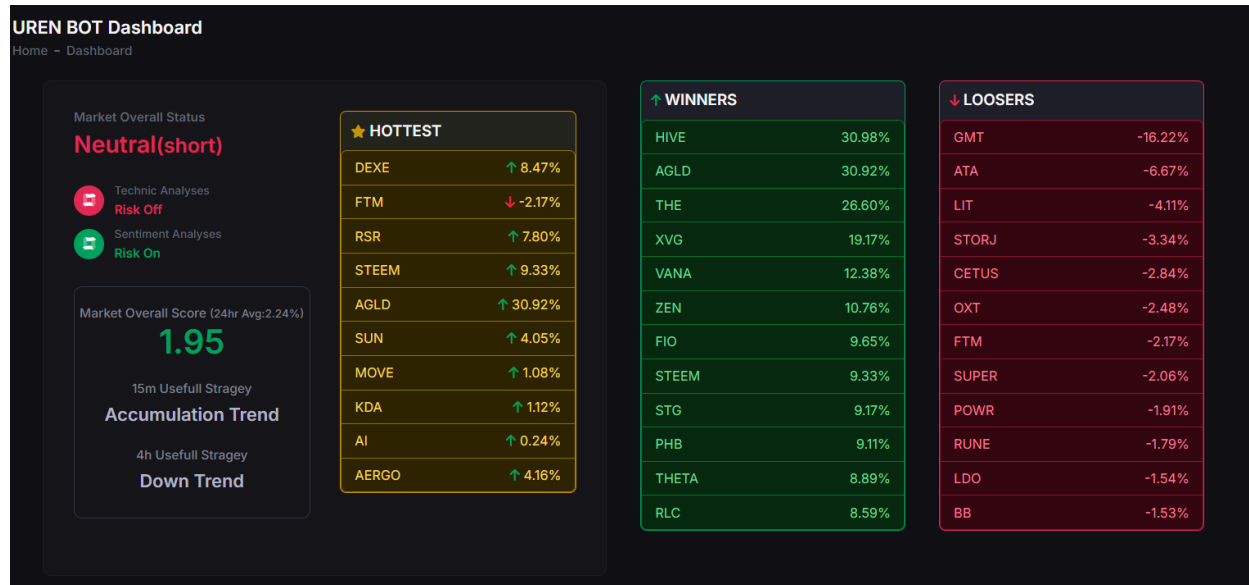 UREN BOT Dashboard
Home – Dashboard
Market Overall Status
Neutral(short)
Technic Analyses
Risk Off
Sentiment Analyses
Risk On
Market Overall Score (24hr Avg:2.24%)
1.95
15m Usefull Stragey
Accumulation Trend
4h Usefull Stragey
Down Trend
HOTTEST
DEXE 8.47%
FTM -2.17%
RSR 7.80%
STEEM 9.33%
AGLD 30.92%
SUN 4.05%
MOVE 1.08%
KDA 1.12%
AI 0.24%
AERGO 4.16%
WINNERS
HIVE 30.98%
AGLD 30.92%
THE 26.60%
XVG 19.17%
VANA 12.38%
ZEN 10.76%
FIO 9.65%
STEEM 9.33%
STG 9.17%
PHB 9.11%
THETA 8.89%
RLC 8.59%
LOOSERS
GMT -16.22%
ATA -6.67%
LIT -4.11%
STORJ -3.34%
CETUS -2.84%
OXT -2.48%
FTM -2.17%
SUPER -2.06%
POWR -1.91%
RUNE -1.79%
LDO -1.54%
BB -1.53%